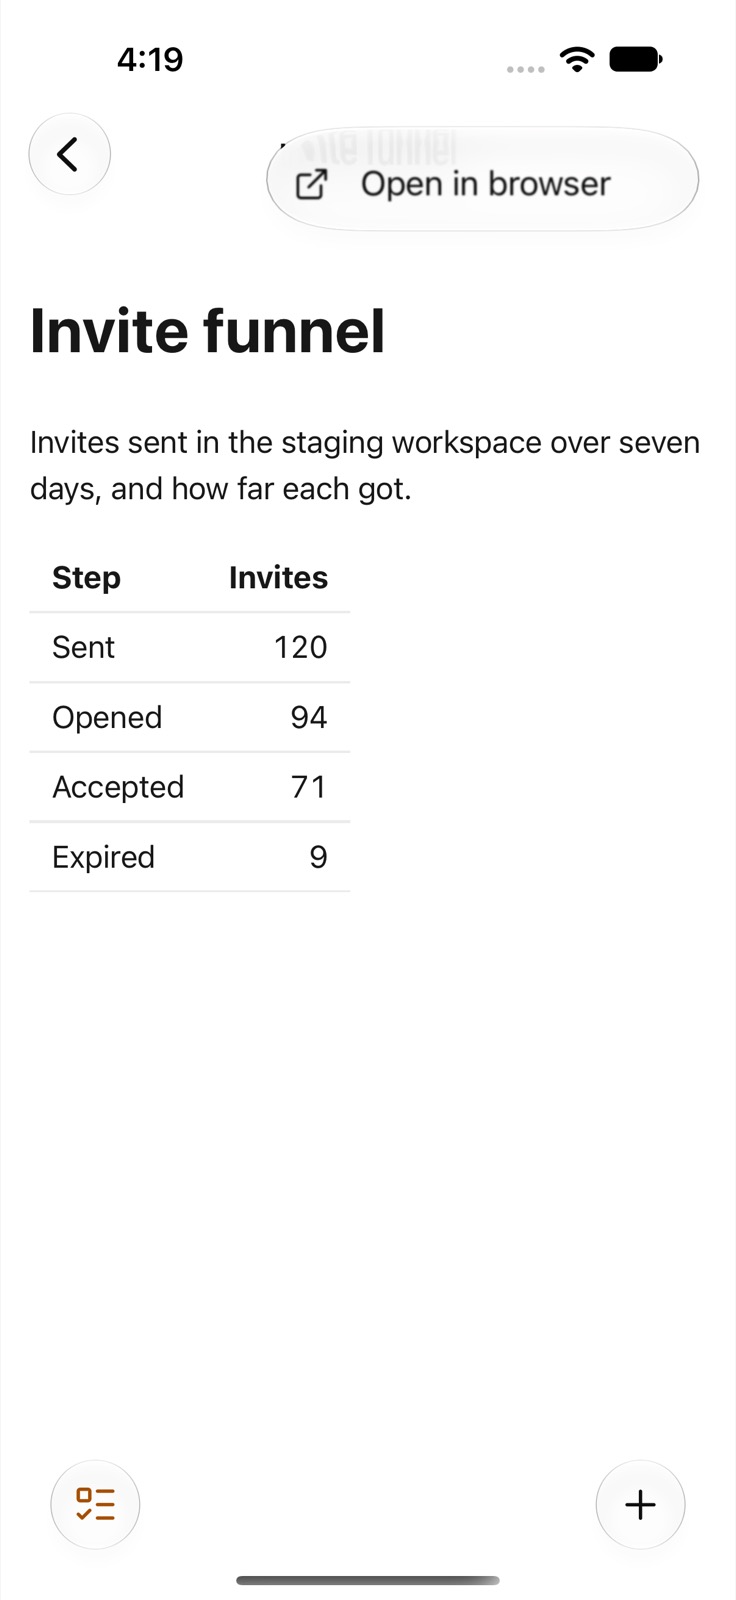 4:19
Open in browser
Invite funnel
Invites sent in the staging workspace over seven
days, and how far each got.
Step Invites
Sent 120
Opened 94
Accepted 71
Expired 9